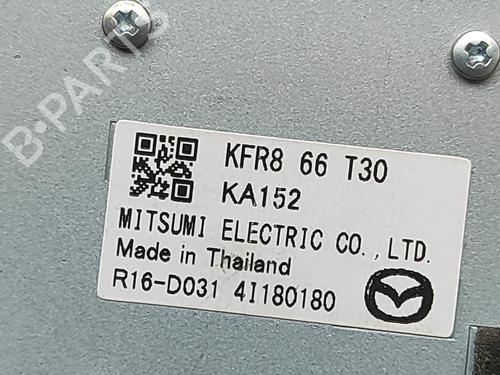 B-PARTS
KFR8 66 T30
KA152
MITSUMI ELECTRIC CO.,LTD.
Made in Thailand
R16-D031 4I180180